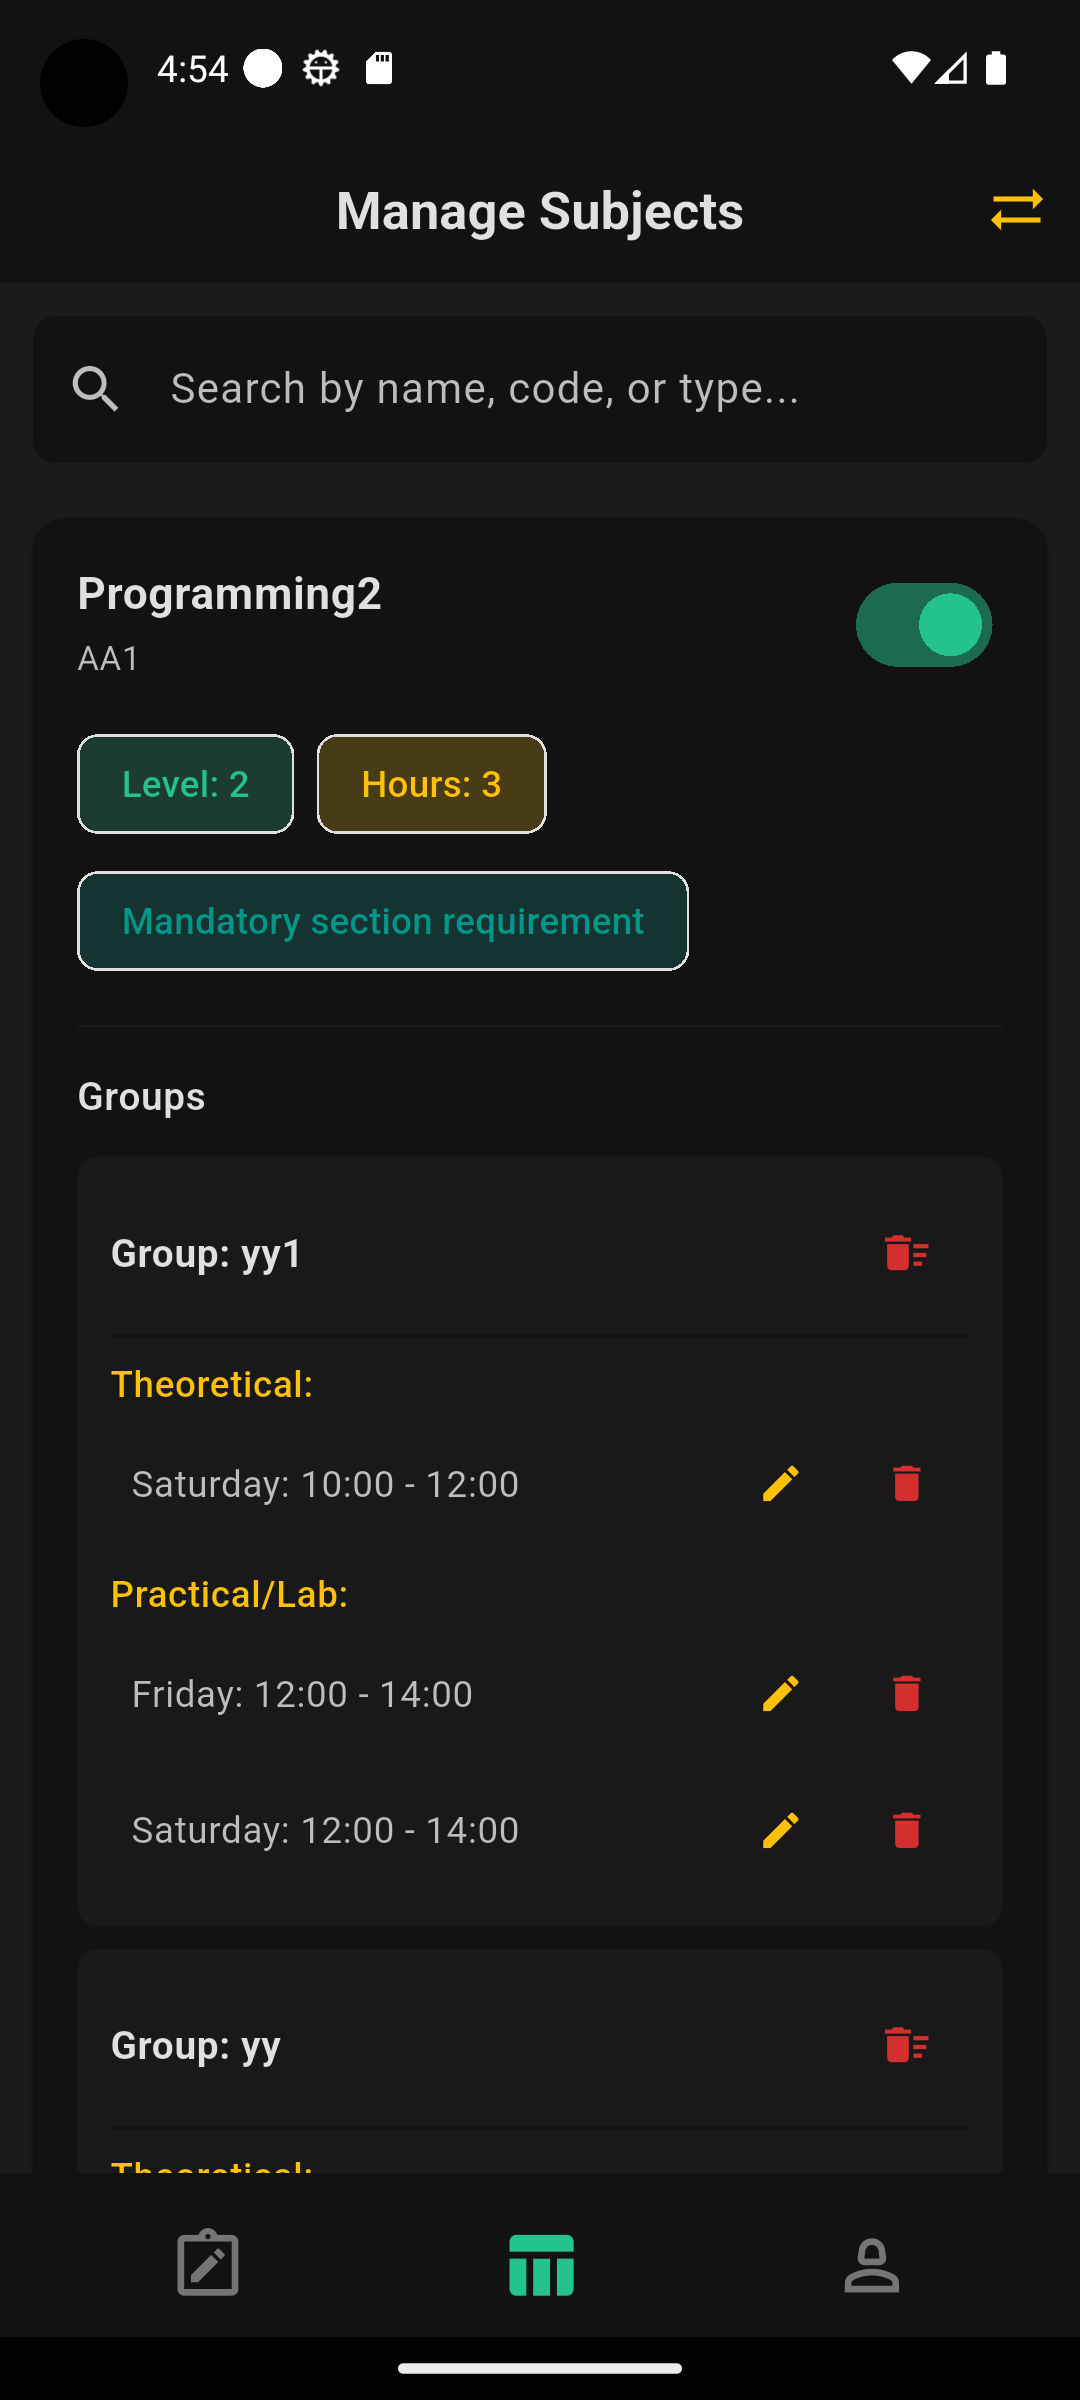 4:54
Manage Subjects
Search by name, code, or type...
Programming2
AA1
Level: 2
Hours: 3
Mandatory section requirement
Groups
Group: yy1
Theoretical:
Saturday: 10:00 - 12:00
Practical/Lab:
Friday: 12:00 - 14:00
Saturday: 12:00 - 14:00
Group: yy
Theoretical: